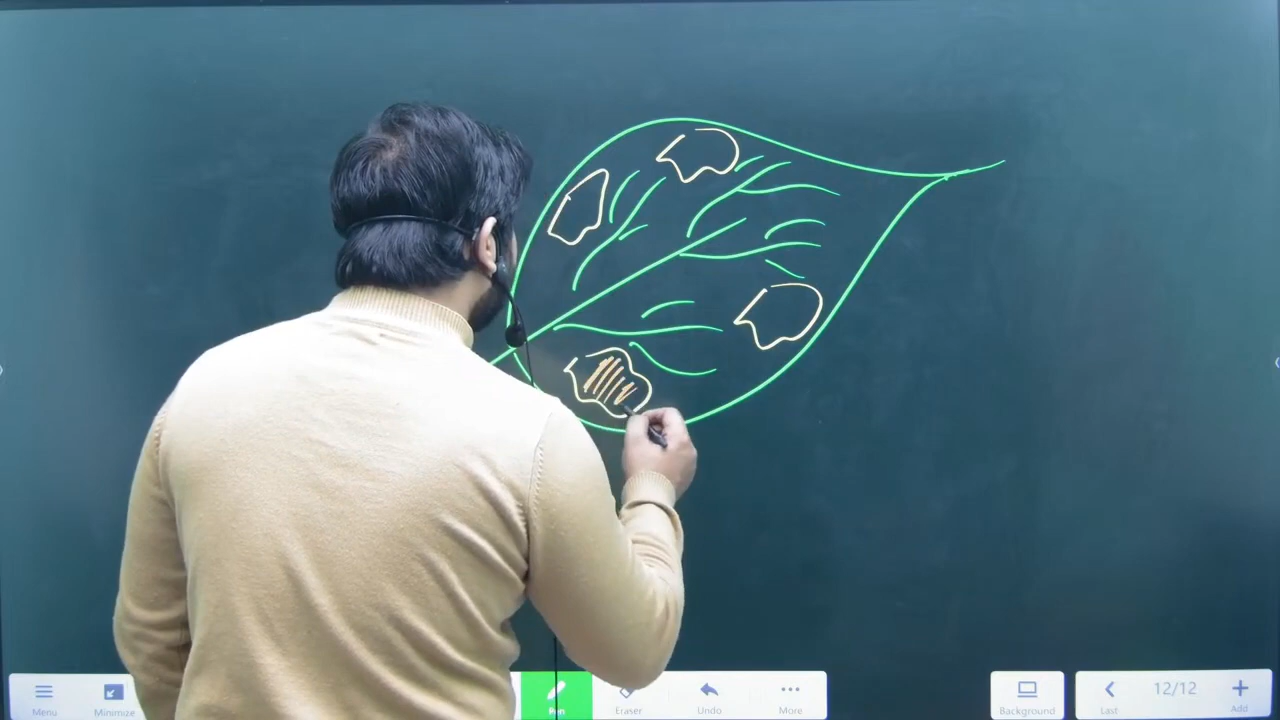 Menu
Minimize
Pen
Eraser
Undo
More
Background
Last
12/12
Add